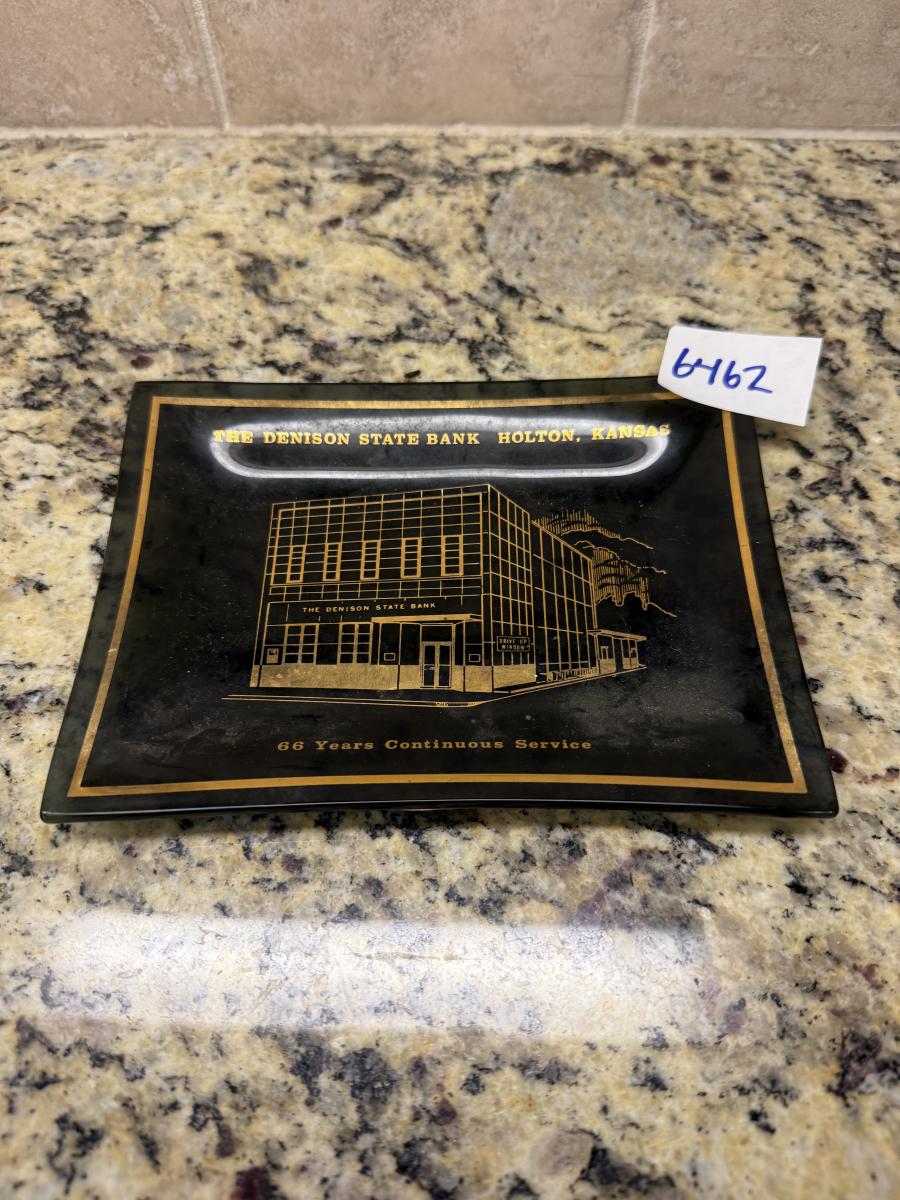 6462
THE DENISON STATE BANK HOLTON, KANSAS
THE DENISON STATE BANK
DRIVE UP
WINDOW
66 Years Continuous Service